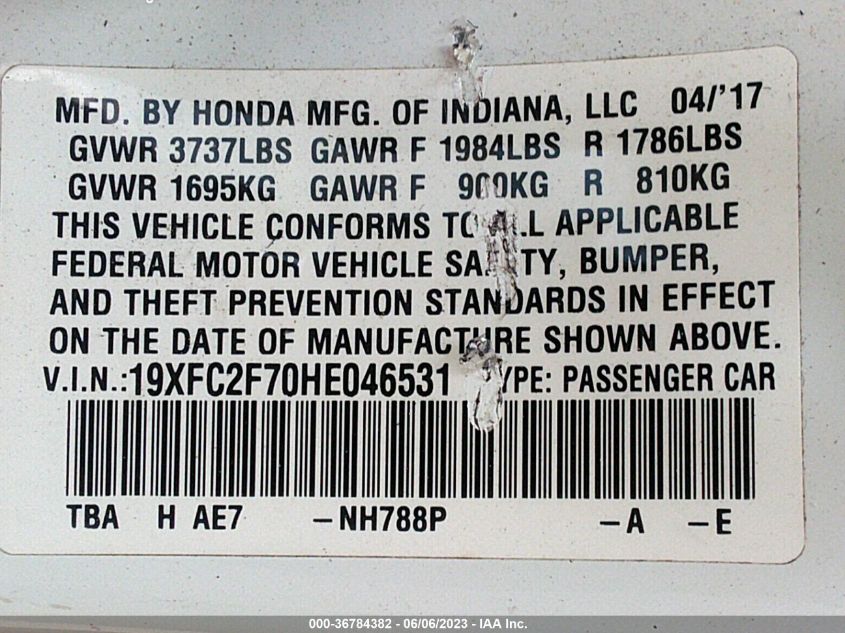 MFD. BY HONDA MFG. OF INDIANA, LLC 04/'17
GVWR 3737LBS GAWR F 1984LBS R 1786LBS
GVWR 1695KG GAWR F 900KG R 810KG
THIS VEHICLE CONFORMS TO ALL APPLICABLE
FEDERAL MOTOR VEHICLE SAFETY, BUMPER,
AND THEFT PREVENTION STANDARDS IN EFFECT
ON THE DATE OF MANUFACTURE SHOWN ABOVE.
V.I.N.:19XFC2F70HE046531 TYPE: PASSENGER CAR
TBA H AE7 -NH788P -A -E
000-36784382 - 06/06/2023 - IAA Inc.